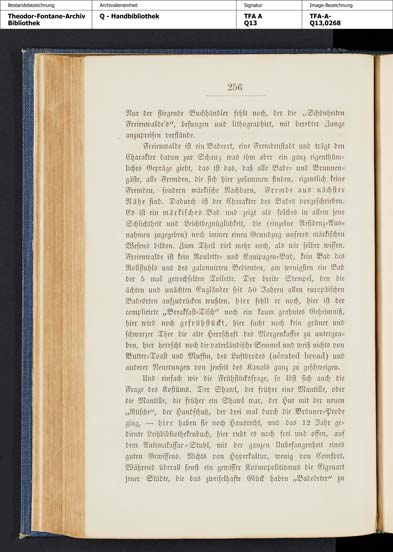 Bestandsbezeichnung
Theodor-Fontane-Archiv
Bibliothek
Archivalieneinheit
Q - Handbibliothek
Signatur
TFA A
Q13
Image-Bezeichnung
TFA-A-
Q13,0268
256
Nur der fliegende Buchhändler fehlt noch, der die „Schönheiten
Freienwalde's“, besungen und lithographirt, mit beredter Zunge
anzupreisen verstände.
Freienwalde ist ein Badeort, eine Fremdenstadt und trägt den
Charakter davon zur Schau; was ihm aber ein ganz eigenthüm-
liches Gepräge giebt, das ist das, daß alle Bade- und Brunnen-
gäste, alle Fremden, die sich hier zusammen finden, eigentlich keine
Fremden, sondern märkische Nachbarn, Fremde aus nächster
Nähe sind. Dadurch ist der Charakter des Bades vorgeschrieben.
Es ist ein märkisches Bad und zeigt als solches in allem jene
Schlichtheit und Leichtbegnüglichkeit, die (einzelne Residenz-Aus-
nahmen zugegeben) noch immer einen Grundzug unsres märkischen
Wesens bilden. Zum Theil viel mehr noch, als wir selber wissen.
Freienwalde ist kein Roulette- und Equipagen-Bad, kein Bad des
Rollstuhls und des galonnirten Bedienten, am wenigsten ein Bad
der 5 mal gewechselten Toilette. Der breite Stempel, den die
ächten und unächten Engländer seit 50 Jahren allen europäischen
Badeörten aufzudrücken wußten, hier fehlt er noch, hier ist der
complicirte „Breakfast-Tisch“ noch ein kaum geahntes Geheimniß,
hier wird noch gefrühstückt, hier sucht noch kein grüner und
schwarzer Thee die alte Herrschaft des Morgenkaffee zu untergra-
ben, hier herrscht noch die vaterländische Semmel und weiß nichts von
Butter-Toast und Muffin, des Luftbrodes (aërated bread) und
anderer Neuerungen von jenseit des Kanals ganz zu geschweigen.
Und einfach wie die Frühstücksfrage, so löst sich auch die
Frage des Kostüms. Der Shawl, der früher eine Mantille, oder
die Mantille, die früher ein Shawl war, der Hut mit der neuen
„Rüsche“, der Handschuh, der drei mal durch die Brönner-Probe
ging, — hier haben sie noch Hausrecht, und das 12 Jahr ge-
diente Leihbibliothekenbuch, hier ruht es noch frei und offen, auf
dem Antimakassar-Stuhl, mit der ganzen Unbefangenheit eines
guten Gewissens. Nichts von Hyperkultur, wenig von Comfort.
Während überall sonst ein gewisser Kosmopolitismus die Eigenart
jener Städte, die das zweifelhafte Glück haben „Badeörter“ zu